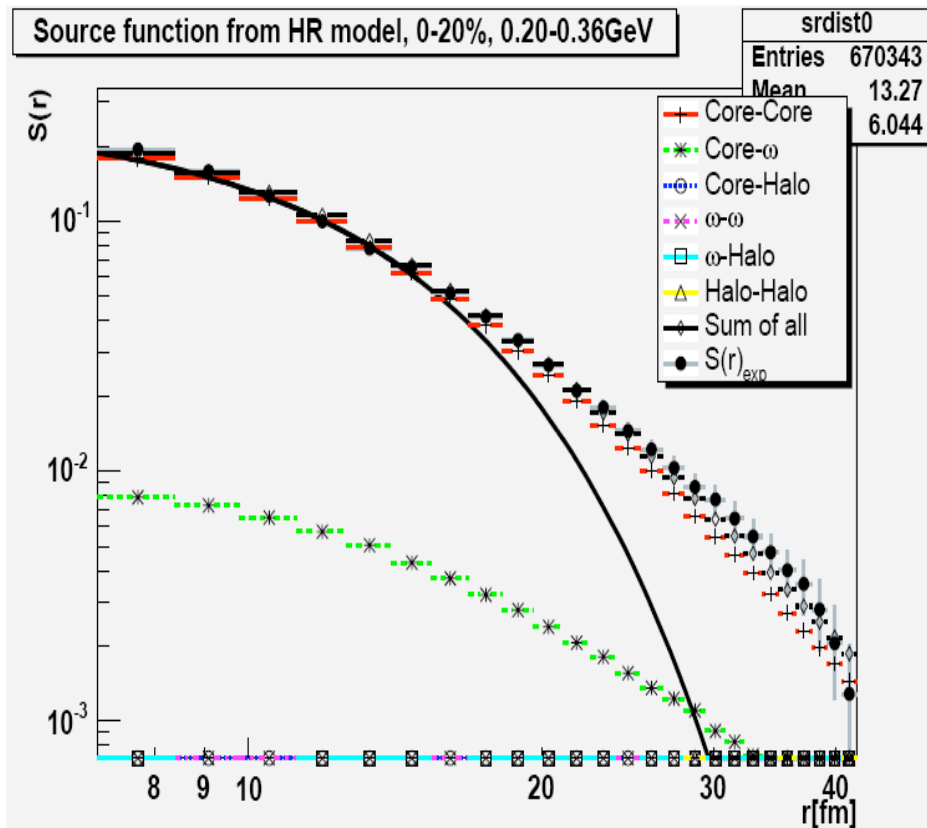 Source function from HR model, 0-20%, 0.20-0.36GeV
srdist0
Entries 670343
Mean 13.27
6.044
Core-Core
Core-ω
Core-Halo
ω-ω
ω-Halo
Halo-Halo
Sum of all
S(r)exp
S(r)
10-1
10-2
10-3
8 9 10 20 30 40
r[fm]